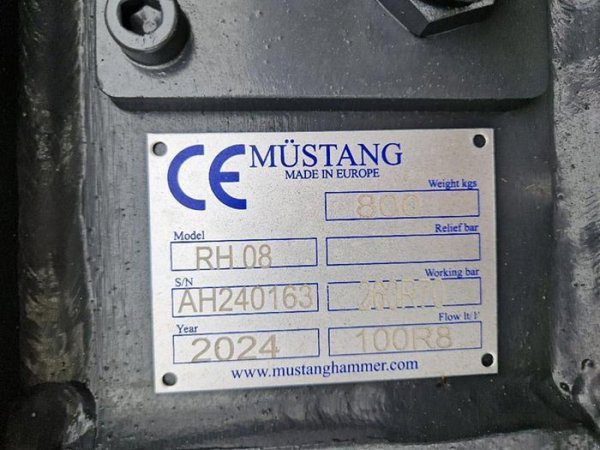 CE MÜSTANG
MADE IN EUROPE
Weight kgs
800
Model
Relief bar
RH 08
S/N
Working bar
AH240163
Year
Flow lt/l'
2024
100R8
www.mustanghammer.com